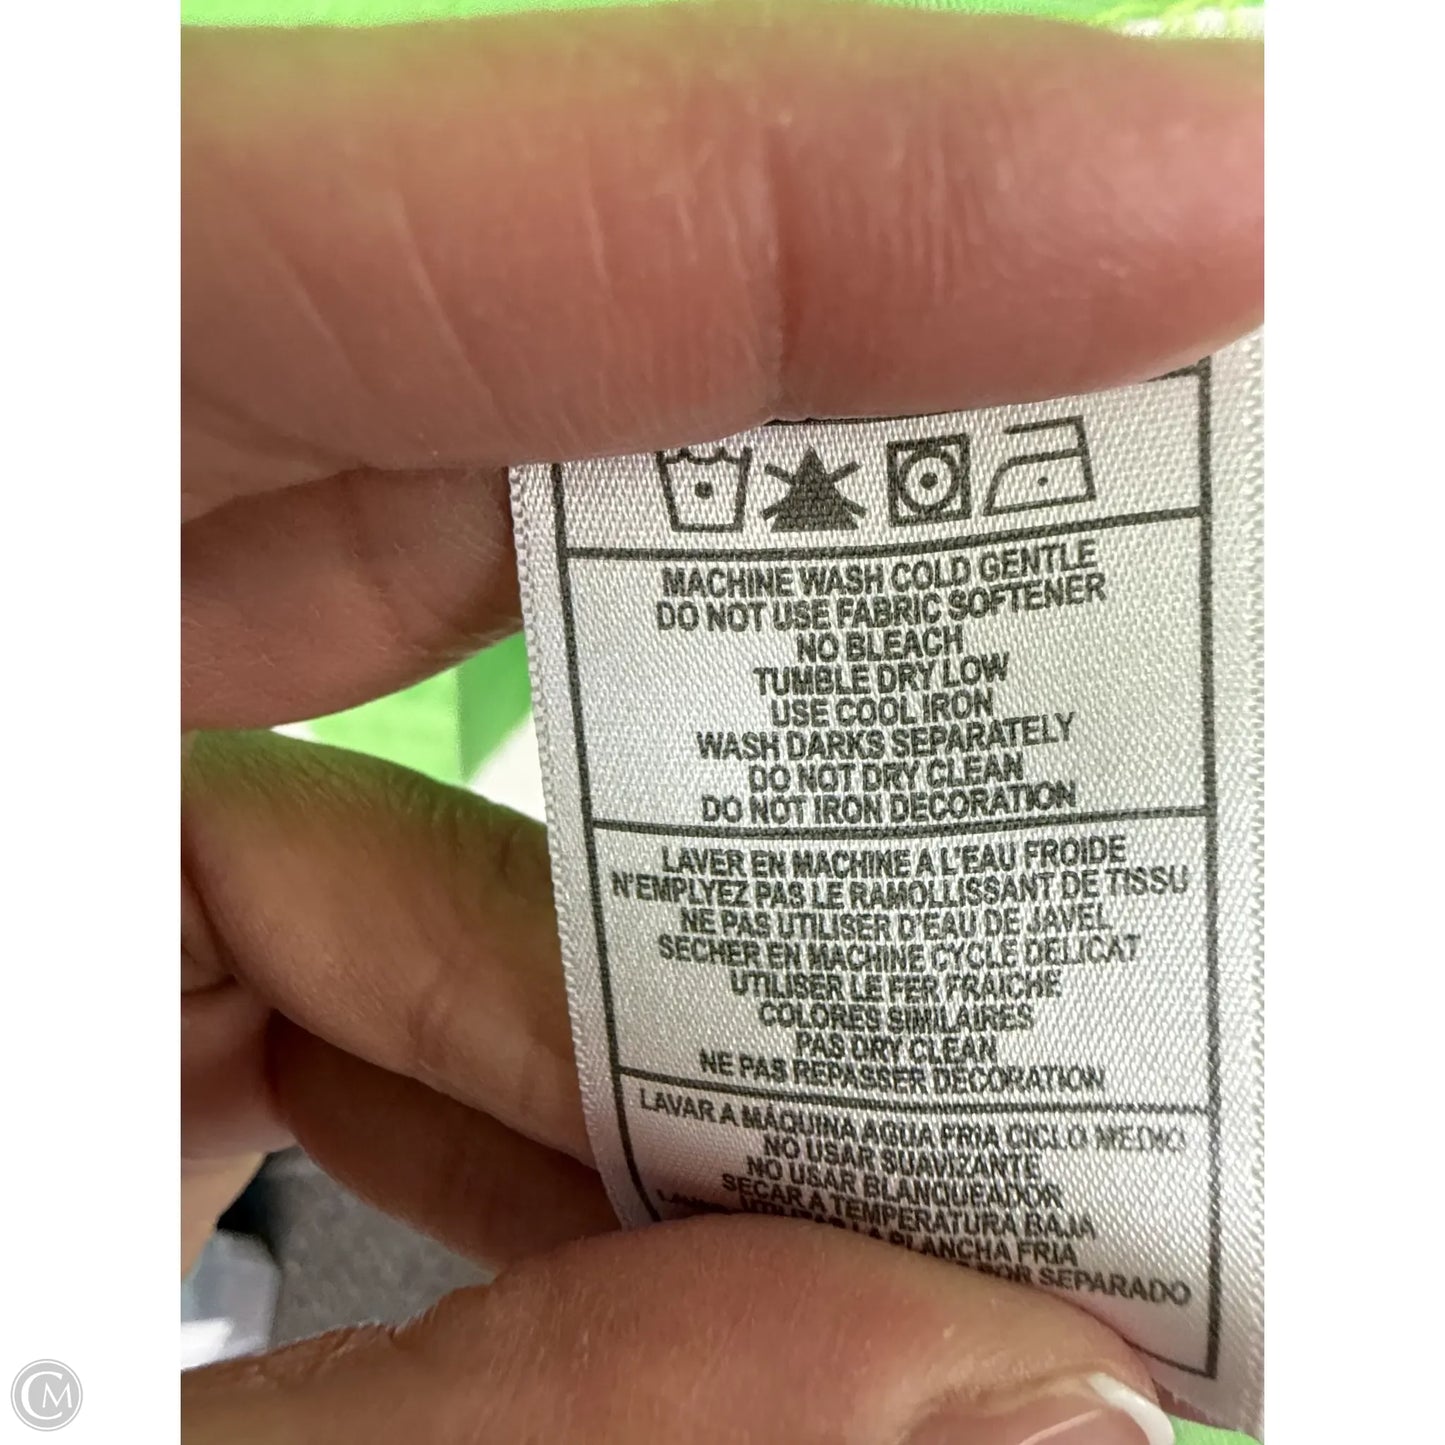 MACHINE WASH COLD GENTLE
DO NOT USE FABRIC SOFTENER
NO BLEACH
TUMBLE DRY LOW
USE COOL IRON
WASH DARKS SEPARATELY
DO NOT DRY CLEAN
DO NOT IRON DECORATION
LAVER EN MACHINE A L'EAU FROIDE
N'EMPLYEZ PAS LE RAMOLLISSANT DE TISSU
NE PAS UTILISER D'EAU DE JAVEL
SECHER EN MACHINE CYCLE DELICAT
UTILISER LE FER FRAICHE
COLORES SIMILAIRES
PAS DRY CLEAN
NE PAS REPASSER DECORATION
LAVAR A MÁQUINA AGUA FRIA CICLO MEDIO
NO USAR SUAVIZANTE
NO USAR BLANQUEADOR
SECAR A TEMPERATURA BAJA
LA PLANCHA FRIA
POR SEPARADO
CM